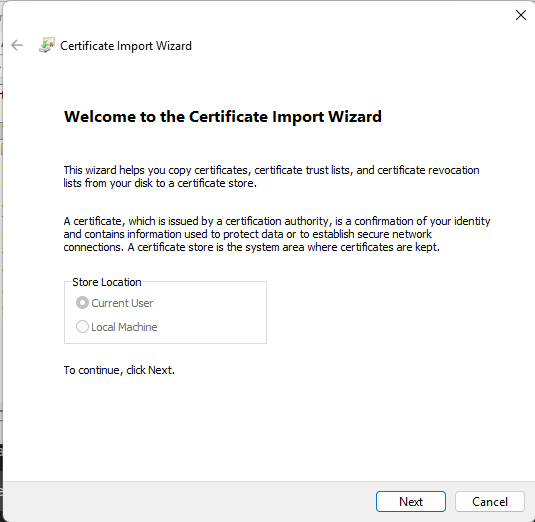 Certificate Import Wizard
Welcome to the Certificate Import Wizard
This wizard helps you copy certificates, certificate trust lists, and certificate revocation
lists from your disk to a certificate store.
A certificate, which is issued by a certification authority, is a confirmation of your identity
and contains information used to protect data or to establish secure network
connections. A certificate store is the system area where certificates are kept.
Store Location
Current User
Local Machine
To continue, click Next.
Next
Cancel